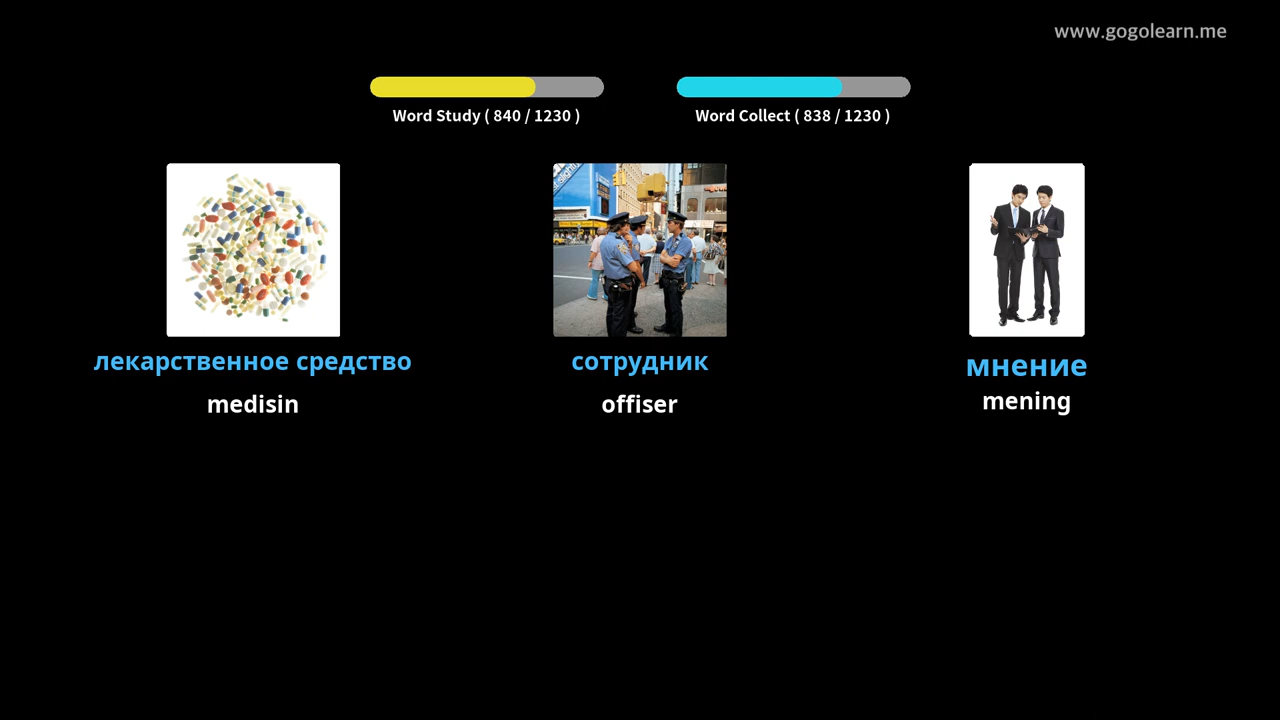 www.gogolearn.me
Word Study ( 840 / 1230 )
Word Collect ( 838 / 1230 )
лекарственное средство
сотрудник
мнение
medisin
offiser
mening